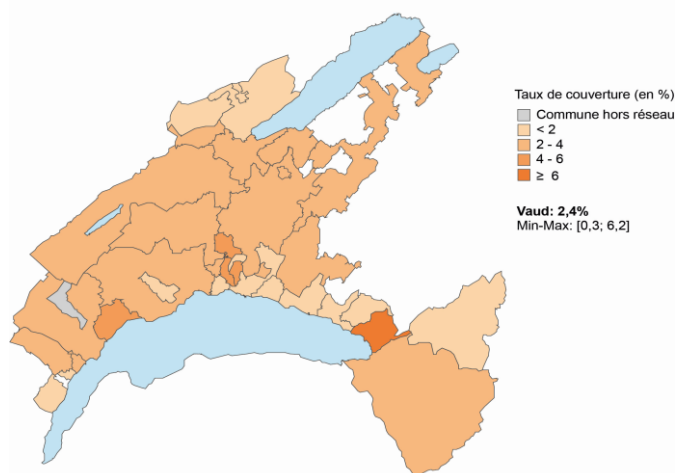 Taux de couverture (en %)
Commune hors réseau
< 2
2 - 4
4 - 6
≥ 6
Vaud: 2,4%
Min-Max: [0,3; 6,2]